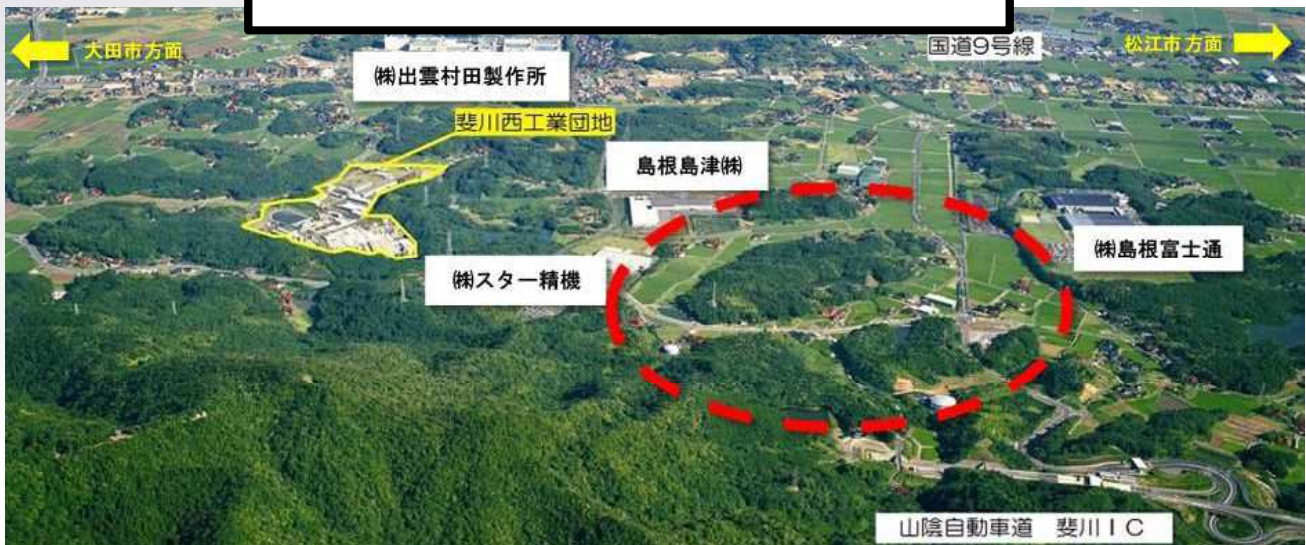 大田市方面
国道9号線
松江市方面
㈱出雲村田製作所
斐川西工業団地
島根島津㈱
㈱島根富士通
㈱スター精機
山陰自動車道 斐川IC